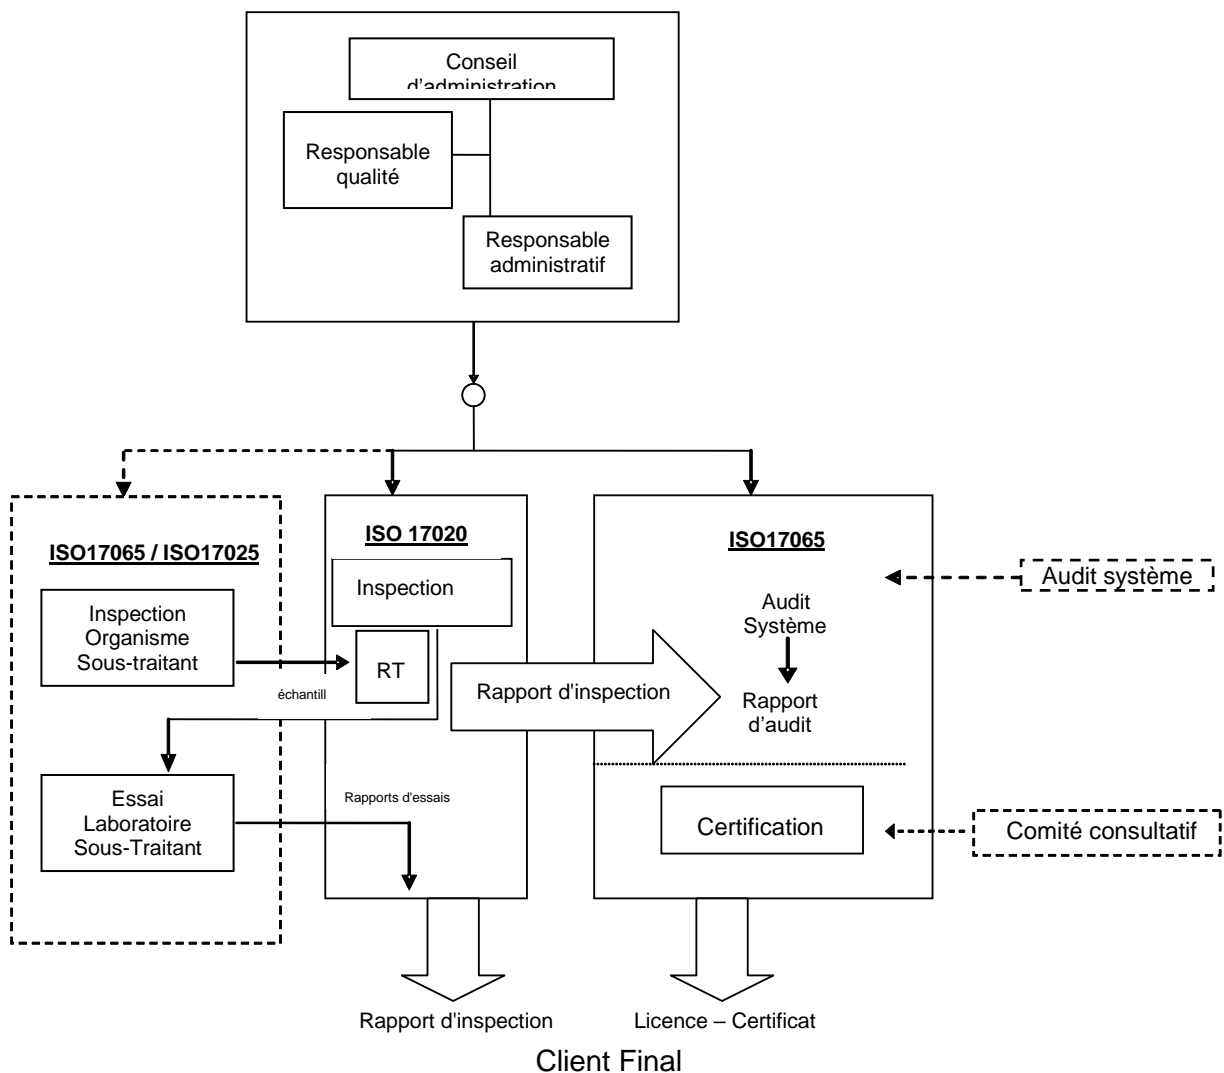 Conseil
d'administration
Responsable
qualité
Responsable
administratif
ISO17065 / ISO17025
Inspection
Organisme
Sous-traitant
Essai
Laboratoire
Sous-Traitant
ISO 17020
Inspection
RT
échantill
Rapports d'essais
Rapport d'inspection
ISO17065
Audit
Système
Rapport
d’audit
Certification
Audit système
Comité consultatif
Rapport d'inspection
Licence – Certificat
Client Final